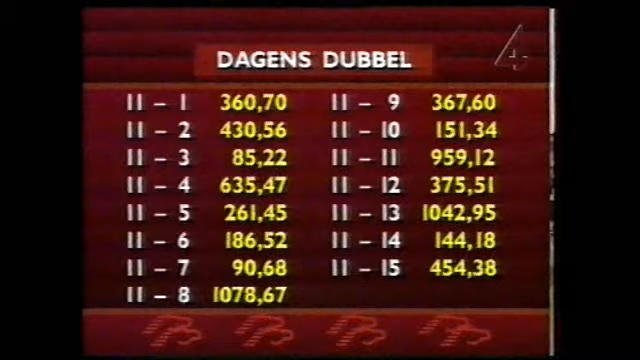 4
DAGENS DUBBEL
11 - 1 360,70 11 - 9 367,60
11 - 2 430,56 11 - 10 151,34
11 - 3 85,22 11 - 11 959,12
11 - 4 635,47 11 - 12 375,51
11 - 5 261,45 11 - 13 1042,95
11 - 6 186,52 11 - 14 144,18
11 - 7 90,68 11 - 15 454,38
11 - 8 1078,67